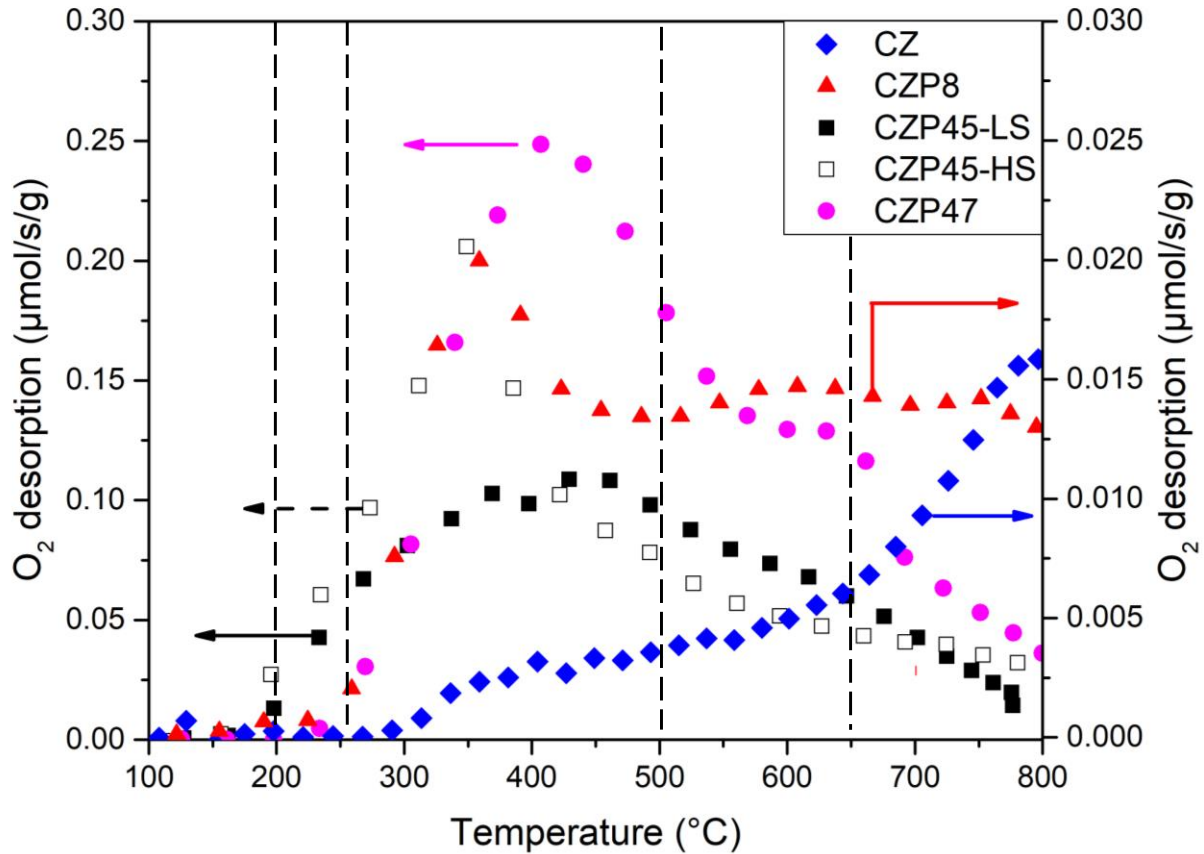 0.30
0.25
0.20
0.15
0.10
0.05
0.00
O₂ desorption (μmol/s/g)
CZ
CZP8
CZP45-LS
CZP45-HS
CZP47
0.030
0.025
0.020
0.015
0.010
0.005
0.000
O₂ desorption (μmol/s/g)
100 200 300 400 500 600 700 800
Temperature (°C)